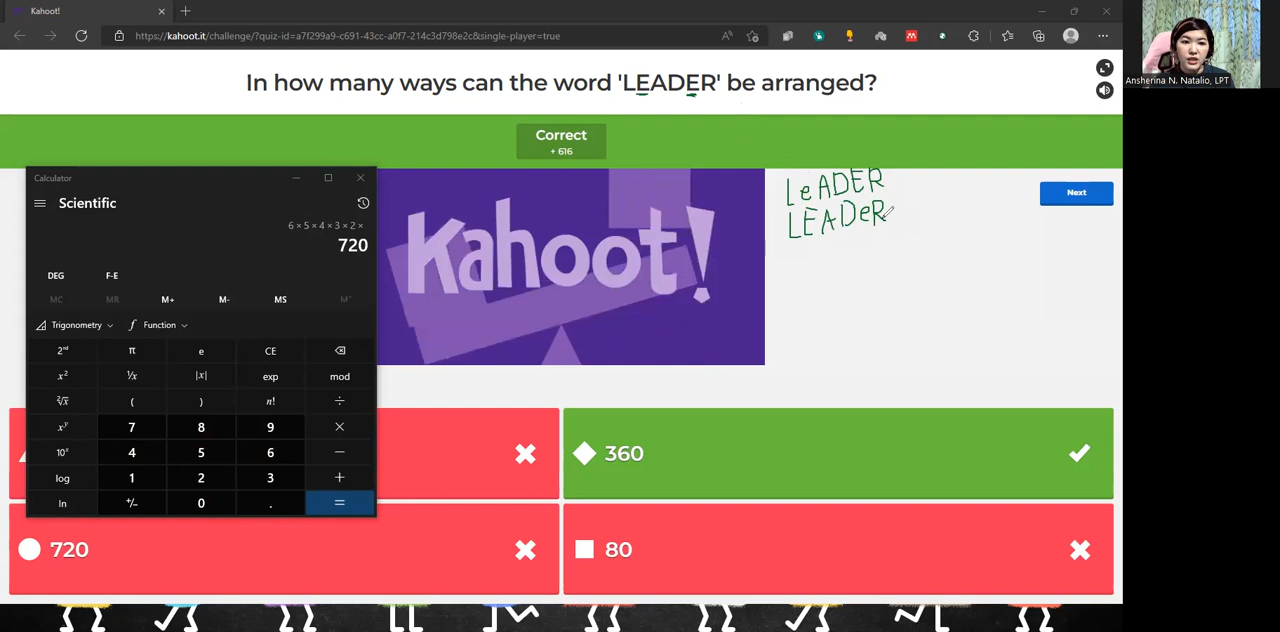 Kahoot!
https://kahoot.it/challenge/?quiz-id=a7f299a9-c691-43cc-a0f7-214c3d798e2c&single-player=true
Ansherina N. Natalio, LPT
In how many ways can the word 'LEADER' be arranged?
Correct
+ 616
Calculator
Scientific
6 × 5 × 4 × 3 × 2 ×
720
DEG F-E
MC MR M+ M- MS M˅
Trigonometry Function
2ⁿᵈ π e CE
x² ¹/x |x| exp mod
²√x ( ) n! ÷
xʸ 7 8 9 ×
10ˣ 4 5 6 −
log 1 2 3 +
ln +/− 0 . =
Kahoot!
LeADER
LEADeR
Next
360
720
80